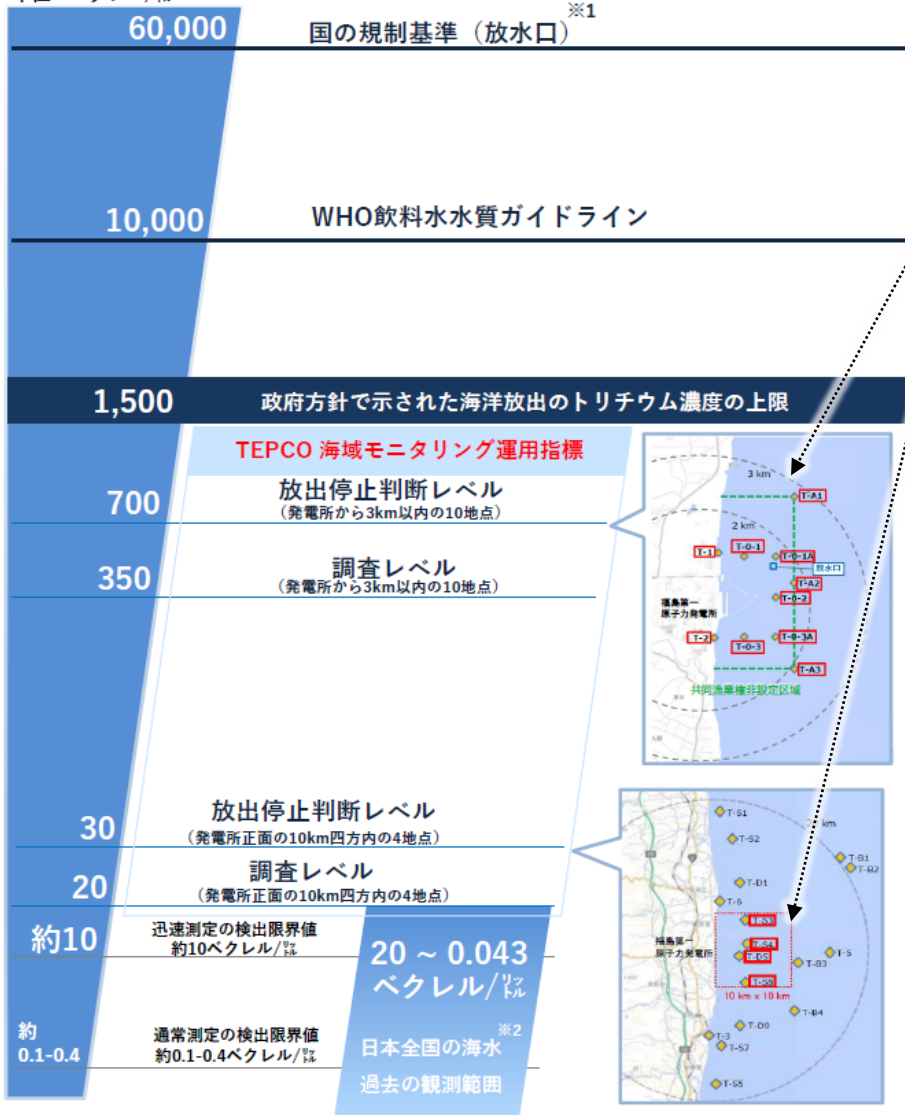 60,000
国の規制基準（放水口）※1
10,000
WHO飲料水水質ガイドライン
1,500
政府方針で示された海洋放出のトリチウム濃度の上限
TEPCO 海域モニタリング運用指標
700
放出停止判断レベル
（発電所から3km以内の10地点）
350
調査レベル
（発電所から3km以内の10地点）
3 km
T-A1
2 km
T-1
T-0-1
T-0-1A
放水口
T-A2
福島第一
原子力発電所
T-0-2
T-2
T-0-3
T-0-3A
T-A3
共同漁業権非設定区域
30
放出停止判断レベル
（発電所正面の10km四方内の4地点）
20
調査レベル
（発電所正面の10km四方内の4地点）
約10
迅速測定の検出限界値
約10ベクレル/㍑
20 ~ 0.043
ベクレル/㍑
約
0.1-0.4
通常測定の検出限界値
約0.1-0.4ベクレル/㍑
日本全国の海水※2
過去の観測範囲
T-S1
km
T-S2
T-B1
T-B2
T-D1
T-6
T-S3
福島第一
原子力発電所
T-S4
T-D5
T-5
T-B3
10 km x 10 km
T-B4
T-D9
T-3
T-S7
T-S5